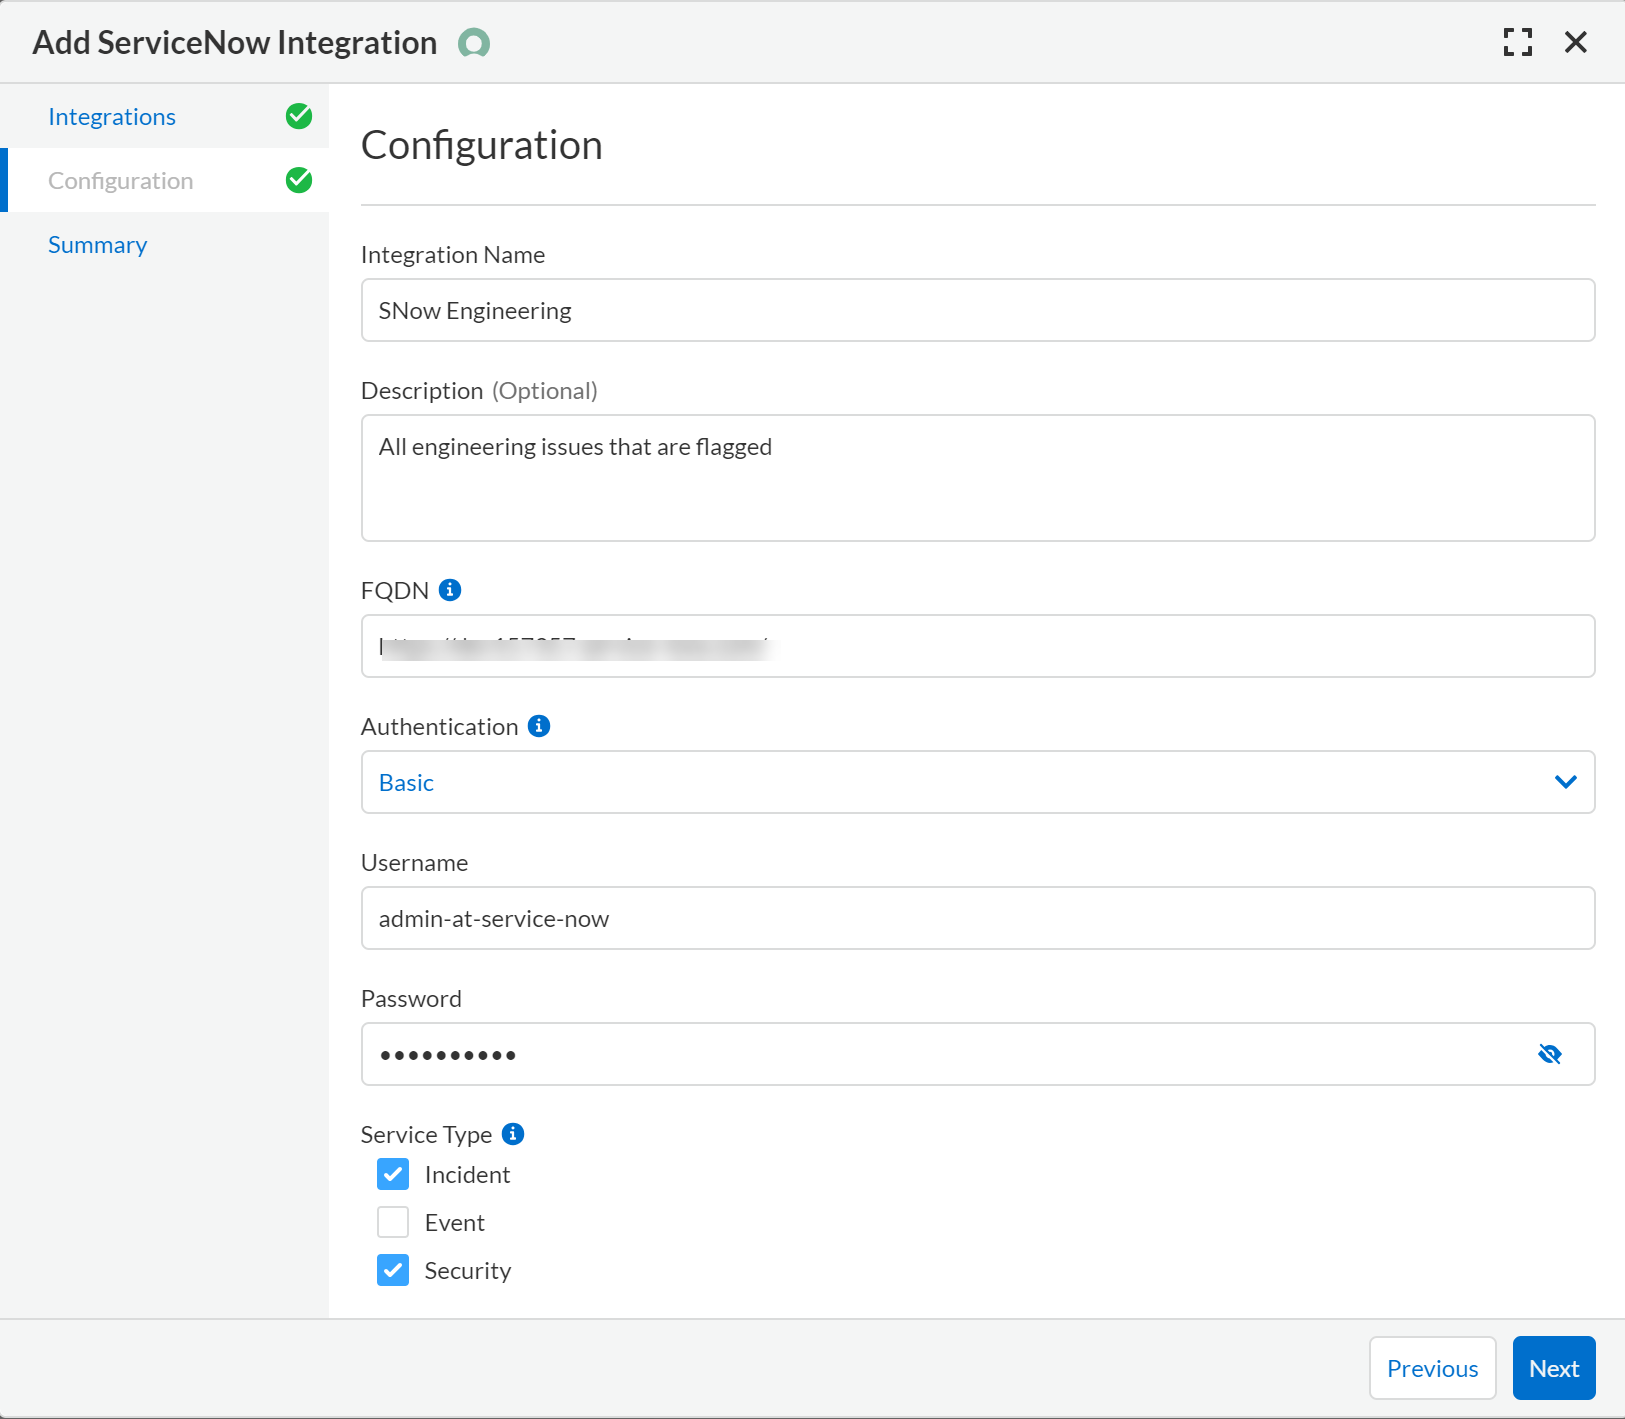 Add ServiceNow Integration
Integrations
Configuration
Summary
Configuration
Integration Name
SNow Engineering
Description (Optional)
All engineering issues that are flagged
FQDN
Authentication
Basic
Username
admin-at-service-now
Password
••••••••••
Service Type
Incident
Event
Security
Previous
Next